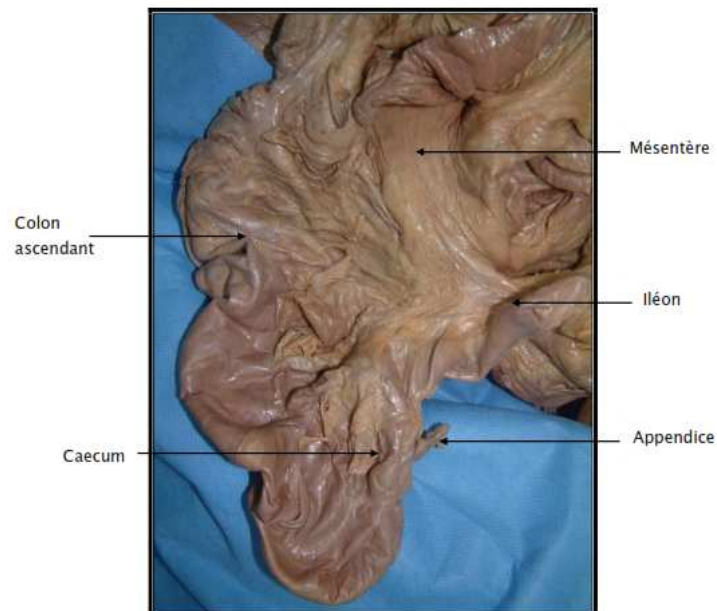 Mésentère
Colon
ascendant
Iléon
Appendice
Caecum